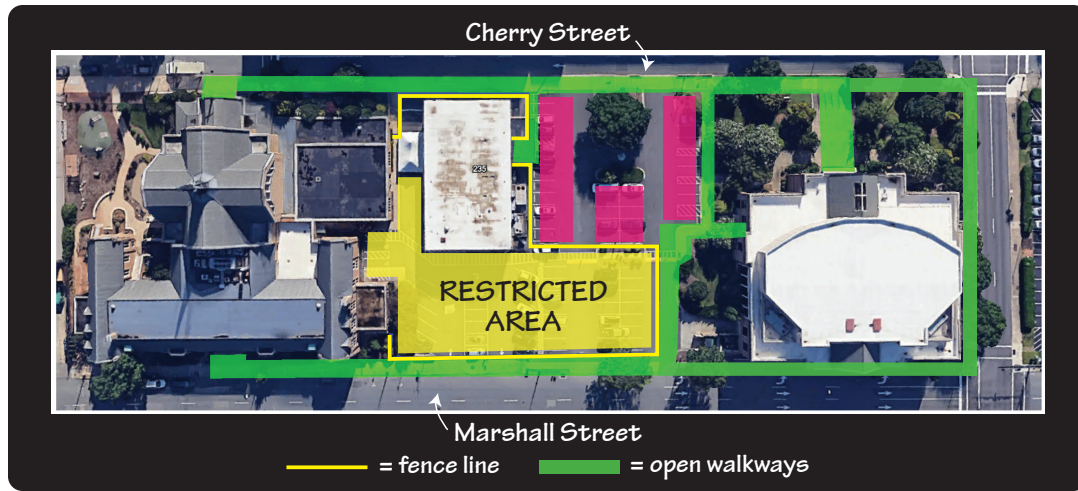 Cherry Street
235
RESTRICTED
AREA
Marshall Street
= fence line
= open walkways